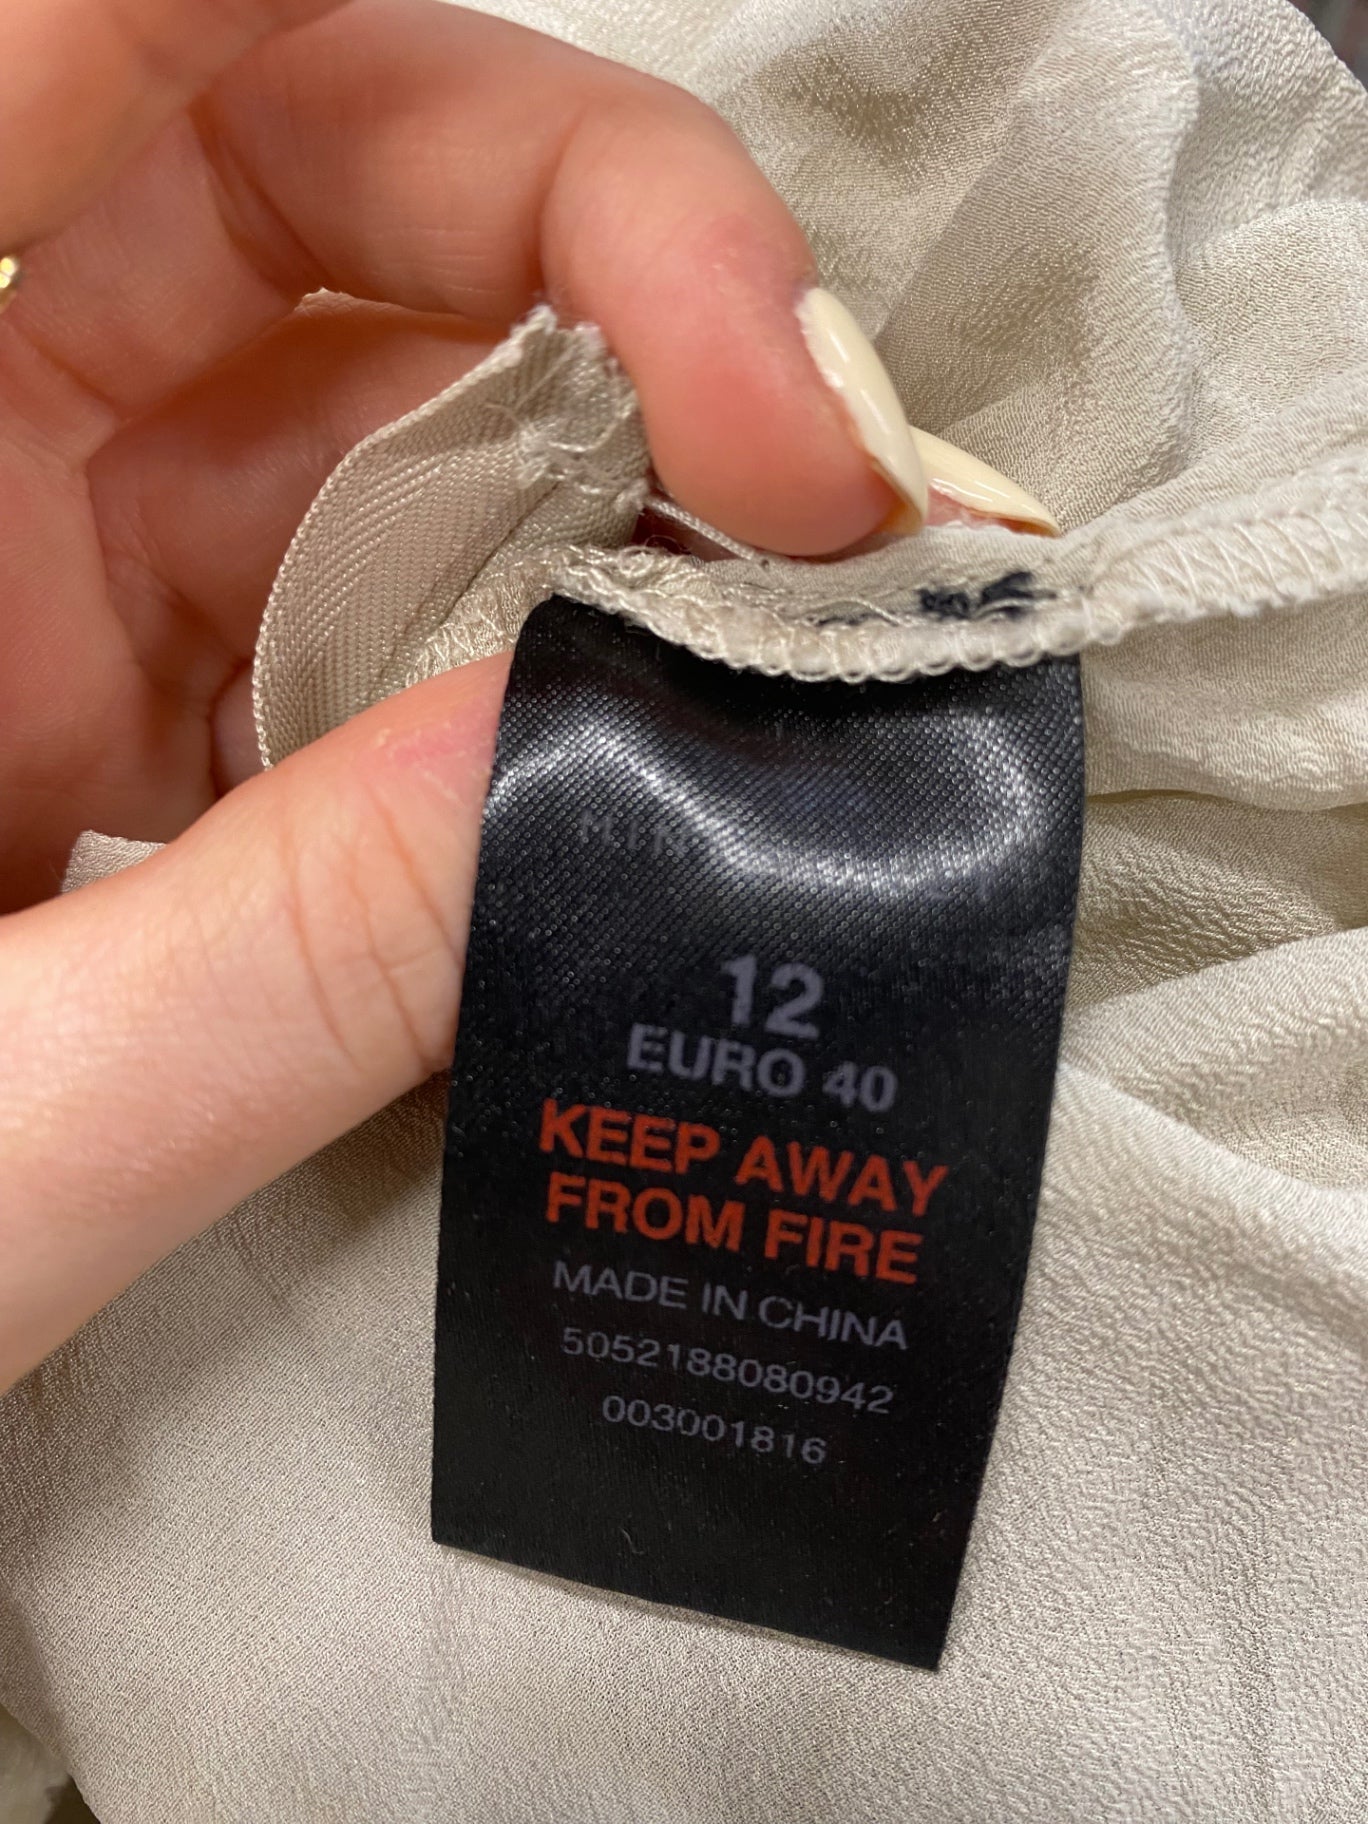 12
EURO 40
KEEP AWAY
FROM FIRE
MADE IN CHINA
5052188080942
003001816